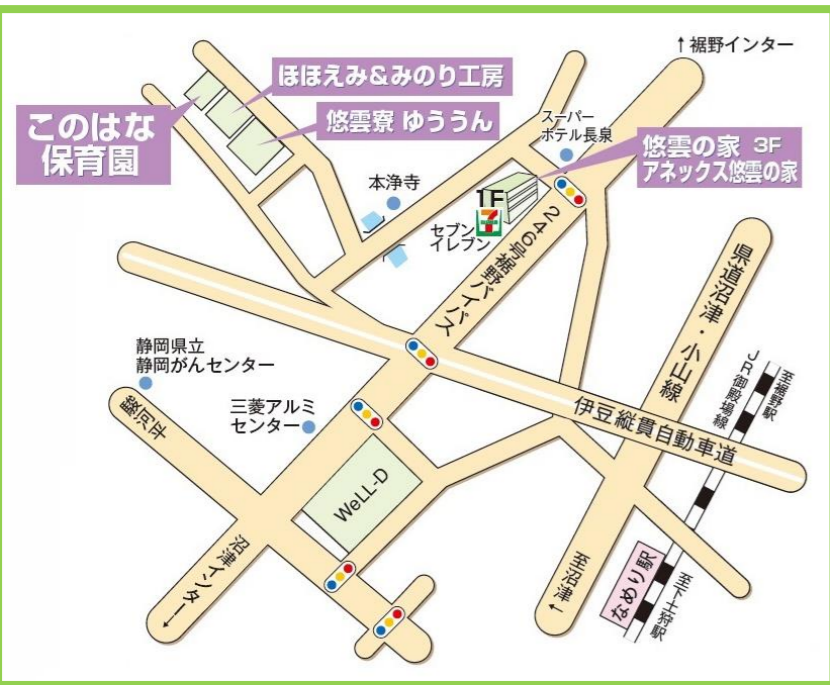 ↑裾野インター
ほほえみ&みのり工房
このはな
保育園
悠雲寮 ゆううん
スーパー
ホテル長泉
悠雲の家 3F
アネックス悠雲の家
本浄寺
1F
7
セブン
イレブン
246号裾野バイパス
県道沼津・小山線
静岡県立
静岡がんセンター
駿河平
三菱アルミ
センター
JR御殿場線
至裾野駅
伊豆縦貫自動車道
WeLL-D
沼津インター→
至沼津→
なめり駅
至下土狩駅